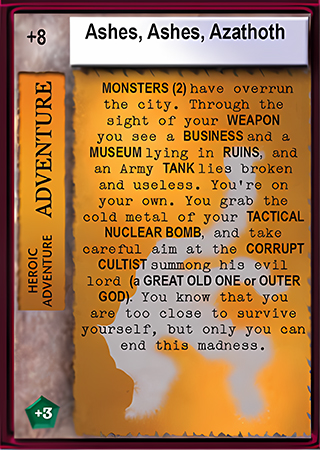 +8
Ashes, Ashes, Azathoth
HEROIC
ADVENTURE
ADVENTURE
MONSTERS (2) have overrun
the city. Through the
sight of your WEAPON
you see a BUSINESS and a
MUSEUM lying in RUINS, and
an Army TANK lies broken
and useless. You're on
your own. You grab the
cold metal of your TACTICAL
NUCLEAR BOMB, and take
careful aim at the CORRUPT
CULTIST summong his evil
lord (a GREAT OLD ONE or OUTER
GOD). You know that you
are too close to survive
yourself, but only you can
end this madness.
+3